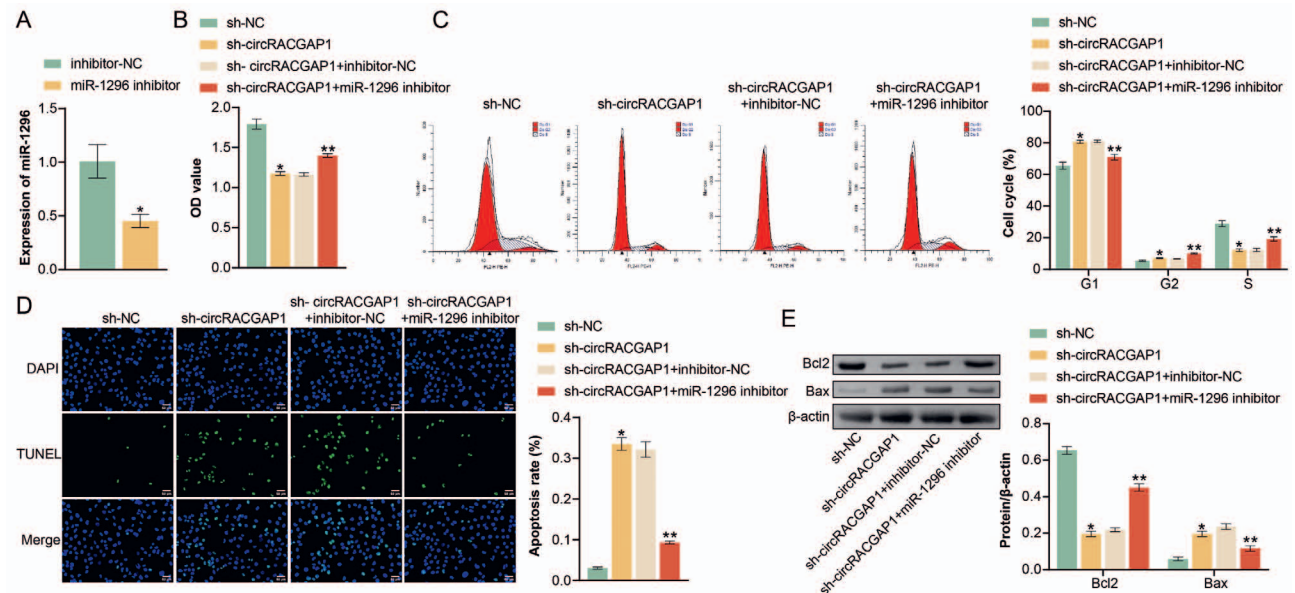 A
inhibitor-NC
miR-1296 inhibitor
Expression of miR-1296
1.5
1.0
0.5
0.0
*
B
sh-NC
sh-circRACGAP1
sh- circRACGAP1+inhibitor-NC
sh-circRACGAP1+miR-1296 inhibitor
OD value
2.0
1.5
1.0
0.5
0.0
*
**
C
sh-NC
sh-circRACGAP1
sh-circRACGAP1
+inhibitor-NC
sh-circRACGAP1
+miR-1296 inhibitor
Number
Number
Number
Number
sh-NC
sh-circRACGAP1
sh-circRACGAP1+inhibitor-NC
sh-circRACGAP1+miR-1296 inhibitor
Cell cycle (%)
100
80
60
40
20
0
*
**
*
**
*
**
G1
G2
S
D
sh-NC
sh-circRACGAP1
sh- circRACGAP1
+inhibitor-NC
sh-circRACGAP1
+miR-1296 inhibitor
DAPI
TUNEL
Merge
sh-NC
sh-circRACGAP1
sh-circRACGAP1+inhibitor-NC
sh-circRACGAP1+miR-1296 inhibitor
Apoptosis rate (%)
0.4
0.3
0.2
0.1
0.0
*
**
E
Bcl2
Bax
β-actin
sh-NC
sh-circRACGAP1
sh-circRACGAP1+inhibitor-NC
sh-circRACGAP1+miR-1296 inhibitor
sh-NC
sh-circRACGAP1
sh-circRACGAP1+inhibitor-NC
sh-circRACGAP1+miR-1296 inhibitor
Protein/β-actin
0.8
0.6
0.4
0.2
0.0
*
**
*
**
Bcl2
Bax